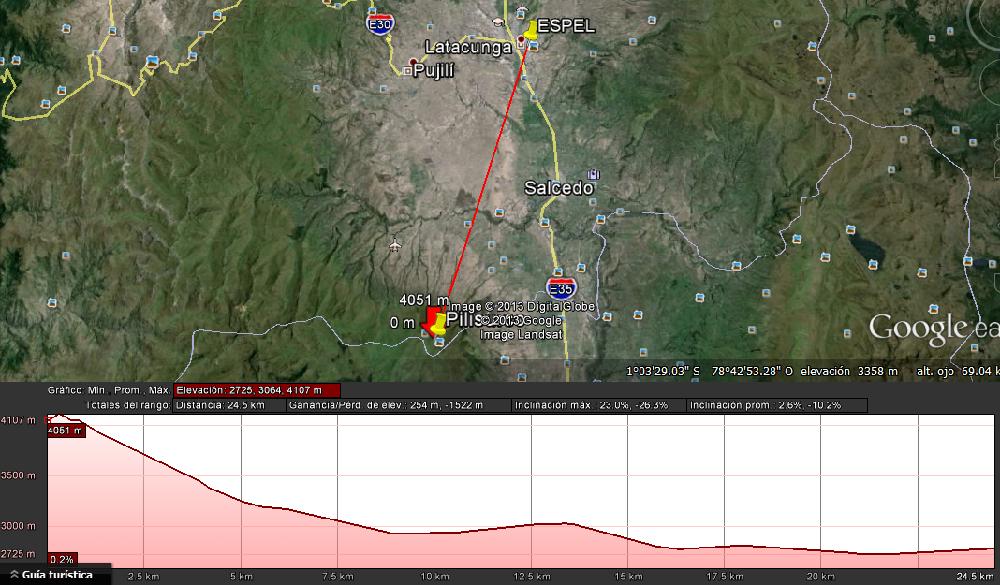 E30
ESPEL
Latacunga
Pujilí
Salcedo
E35
4051 m
Image © 2013 DigitalGlobe
0 m
© 2013 Google
Image Landsat
Google ea
1°03'29.03" S 78°42'53.28" O elevación 3358 m alt. ojo 69.04 k
Gráfico: Min., Prom., Máx. Elevación: 2725, 3064, 4107 m
Totales del rango: Distancia: 24.5 km Ganancia/Pérd. de elev.: 254 m, -1522 m Inclinación máx.: 23.0%, -26.3% Inclinación prom.: 2.6%, -10.2%
4107 m
4051 m
3500 m
3000 m
2725 m
0.2%
Guía turística 2.5 km 5 km 7.5 km 10 km 12.5 km 15 km 17.5 km 20 km 24.5 km